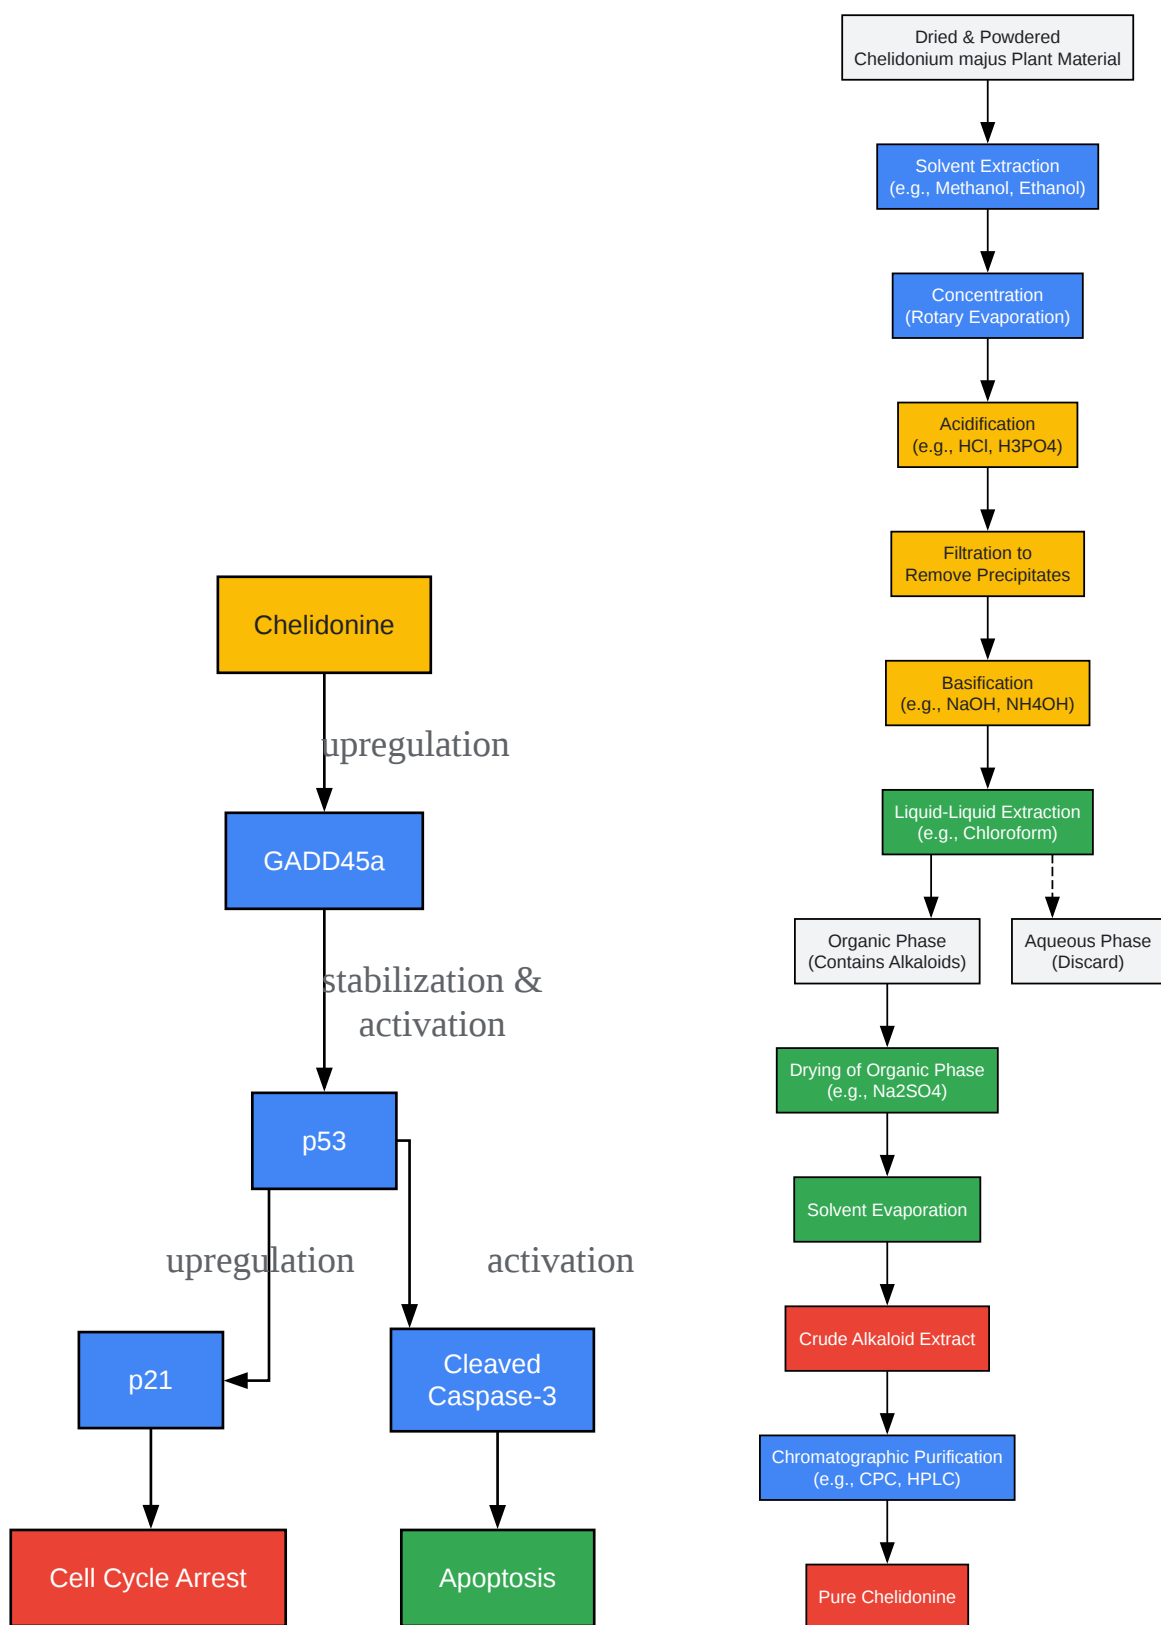 Chelidonine
upregulation
GADD45a
stabilization &
activation
p53
upregulation
activation
p21
Cleaved
Caspase-3
Cell Cycle Arrest
Apoptosis
Dried & Powdered
Chelidonium majus Plant Material
Solvent Extraction
(e.g., Methanol, Ethanol)
Concentration
(Rotary Evaporation)
Acidification
(e.g., HCl, H3PO4)
Filtration to
Remove Precipitates
Basification
(e.g., NaOH, NH4OH)
Liquid-Liquid Extraction
(e.g., Chloroform)
Organic Phase
(Contains Alkaloids)
Aqueous Phase
(Discard)
Drying of Organic Phase
(e.g., Na2SO4)
Solvent Evaporation
Crude Alkaloid Extract
Chromatographic Purification
(e.g., CPC, HPLC)
Pure Chelidonine